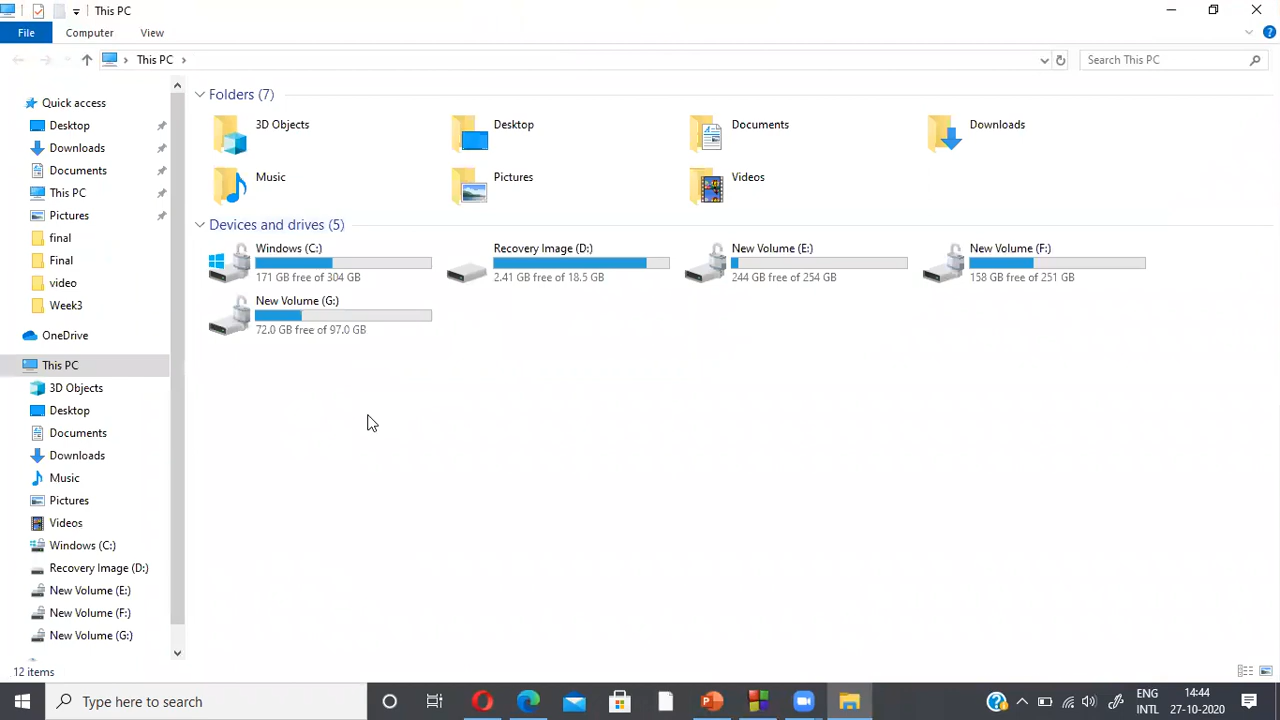 This PC
File
Computer
View
This PC
Search This PC
Quick access
Desktop
Downloads
Documents
This PC
Pictures
final
Final
video
Week3
OneDrive
This PC
3D Objects
Desktop
Documents
Downloads
Music
Pictures
Videos
Windows (C:)
Recovery Image (D:)
New Volume (E:)
New Volume (F:)
New Volume (G:)
Folders (7)
3D Objects
Desktop
Documents
Downloads
Music
Pictures
Videos
Devices and drives (5)
Windows (C:)
171 GB free of 304 GB
Recovery Image (D:)
2.41 GB free of 18.5 GB
New Volume (E:)
244 GB free of 254 GB
New Volume (F:)
158 GB free of 251 GB
New Volume (G:)
72.0 GB free of 97.0 GB
12 items
Type here to search
ENG
INTL
14:44
27-10-2020